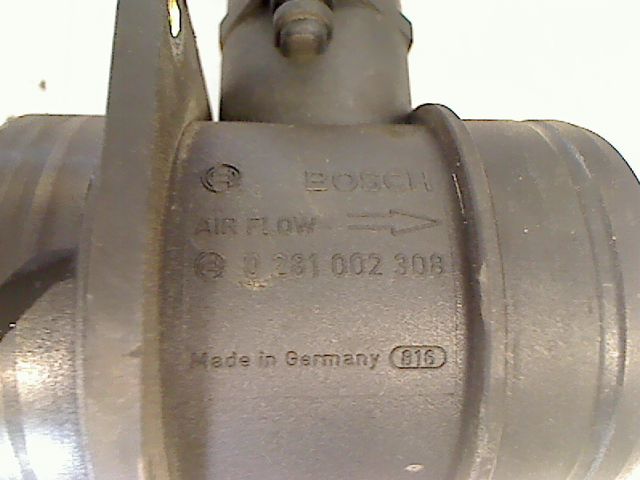 BOSCH
AIR FLOW
0 281 002 308
Made in Germany 816